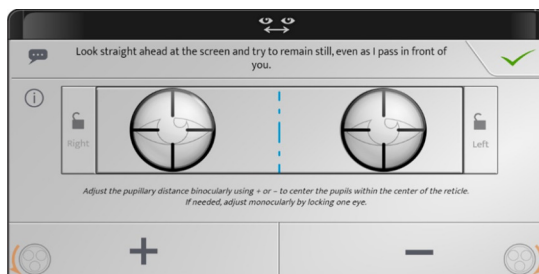 Look straight ahead at the screen and try to remain still, even as I pass in front of
you.
Right
Left
Adjust the pupillary distance binocularly using + or – to center the pupils within the center of the reticle.
If needed, adjust monocularly by locking one eye.
+
–